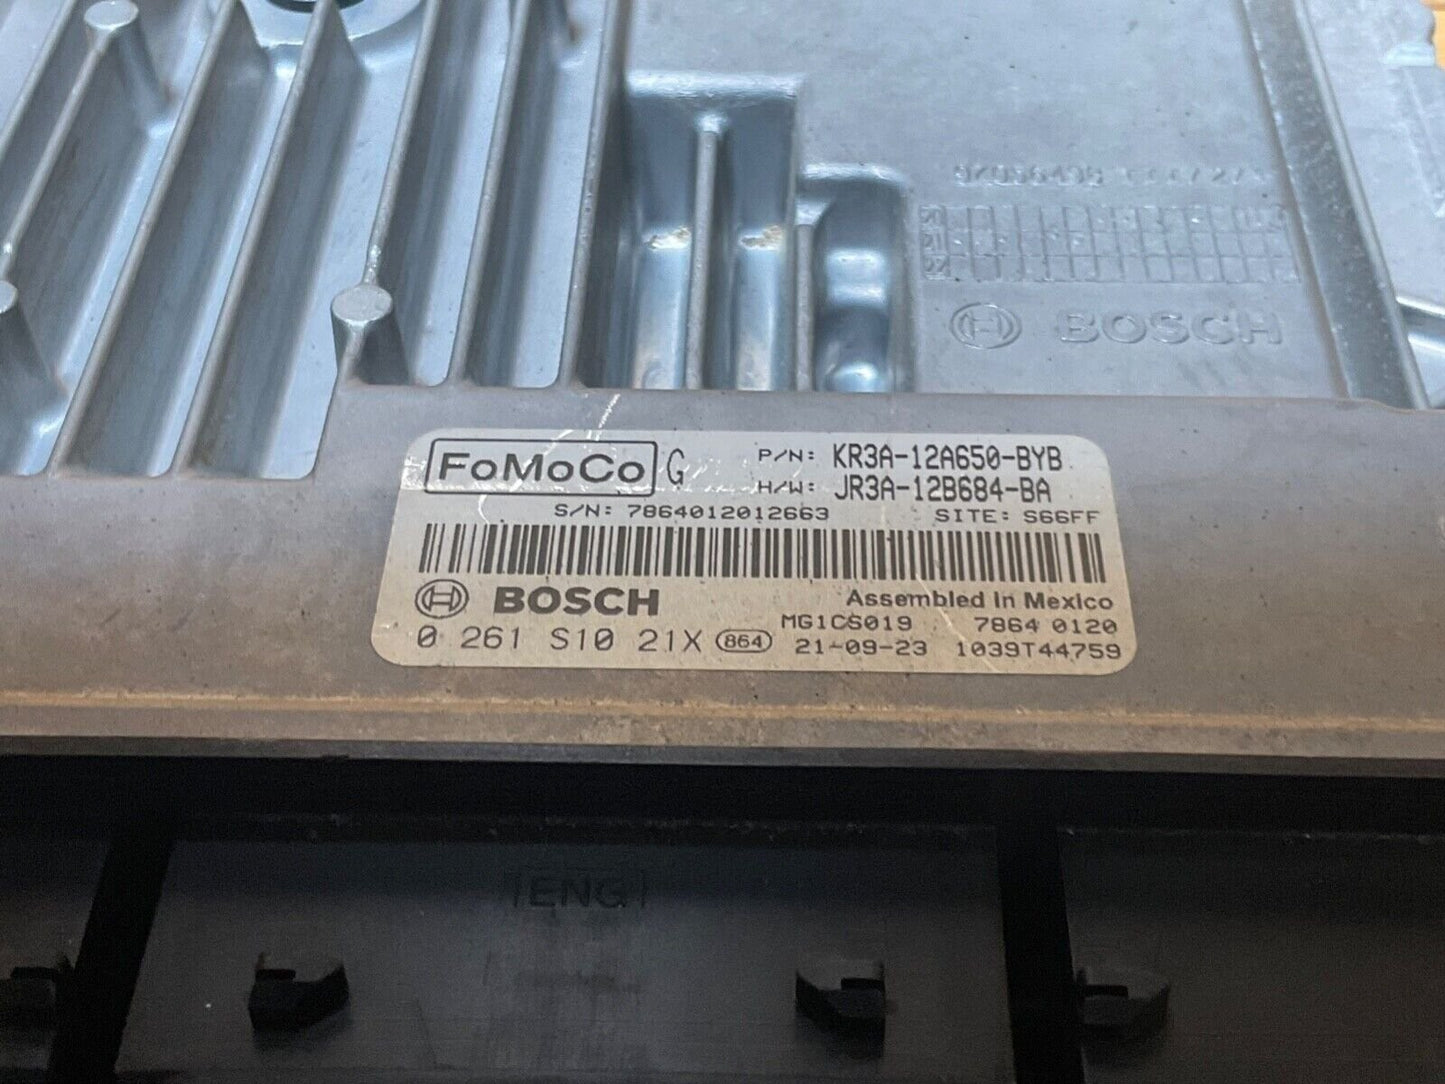 BOSCH
FoMoCo G P/N: KR3A-12A650-BYB
H/W: JR3A-12B684-BA
S/N: 7864012012663 SITE: S66FF
BOSCH Assembled In Mexico
MG1CS019 7864 0120
0 261 S10 21X 864 21-09-23 1039T44759
ENG